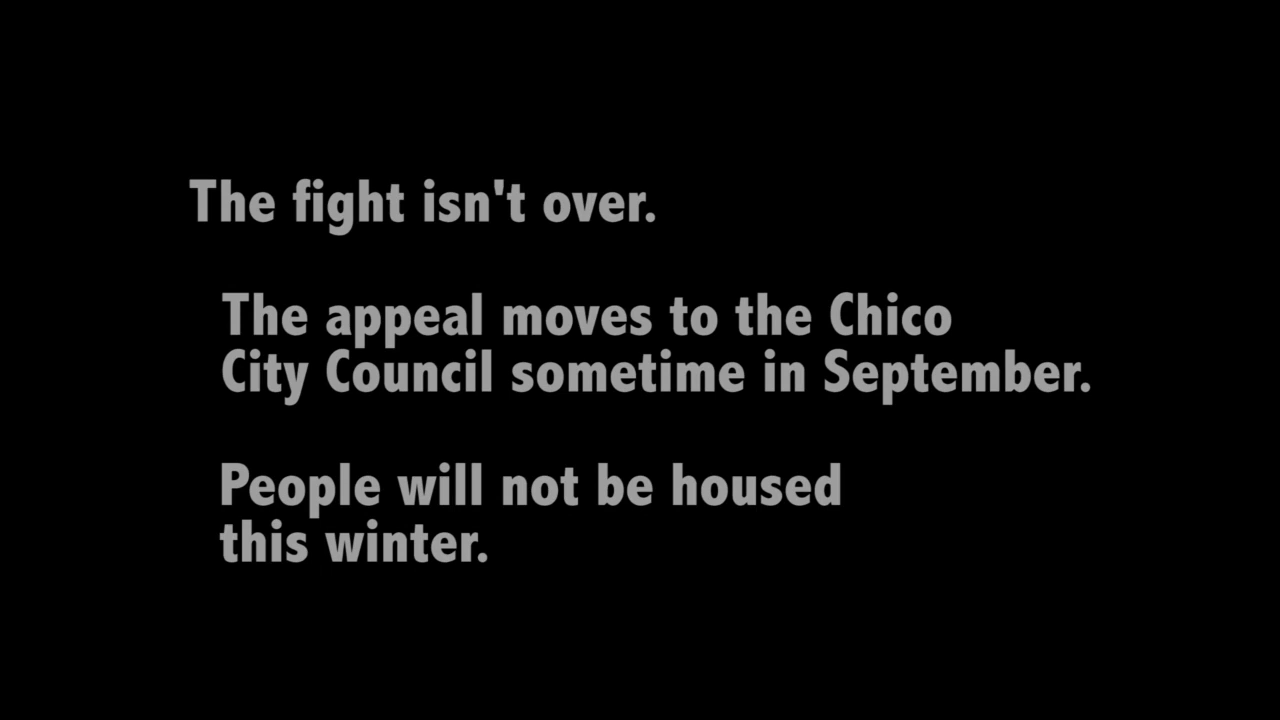 The fight isn't over.
The appeal moves to the Chico
City Council sometime in September.
People will not be housed
this winter.